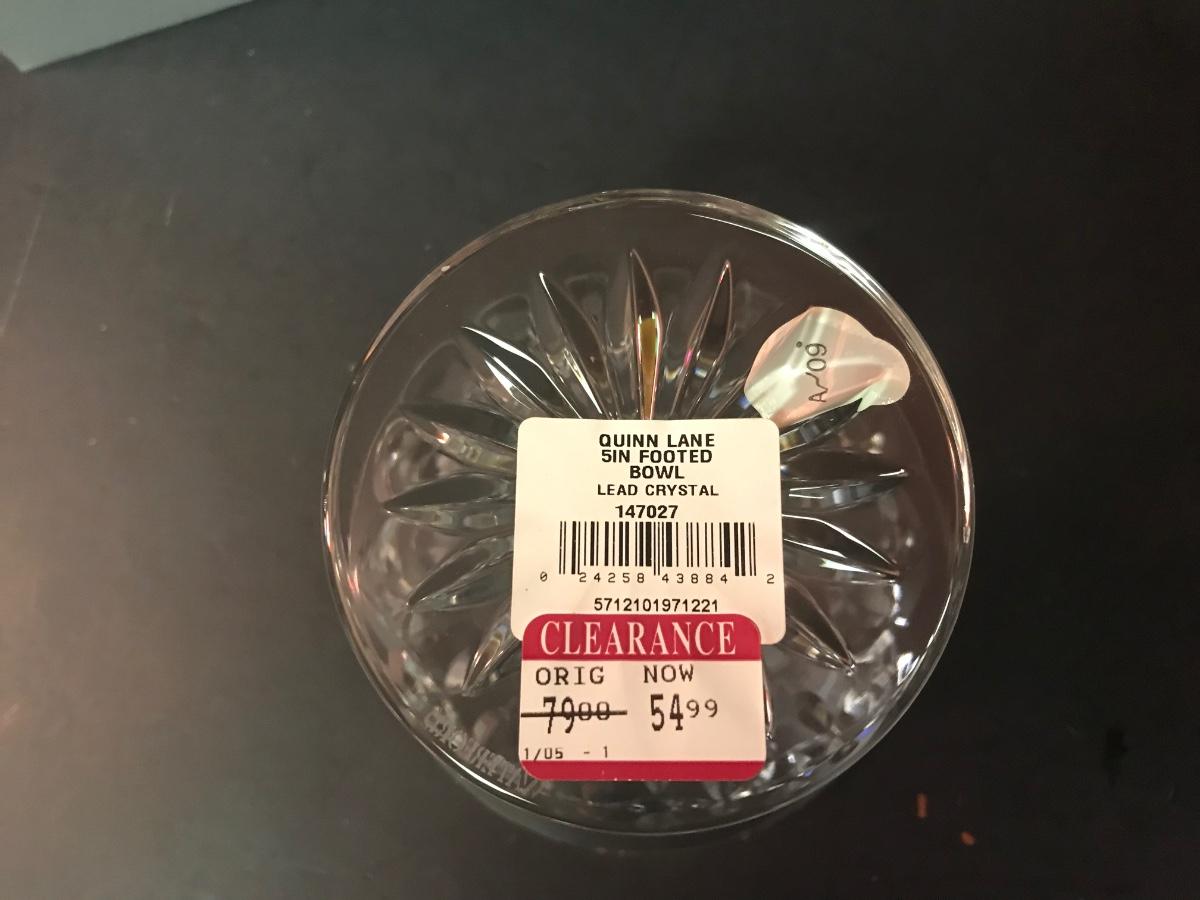 A-/09
QUINN LANE
5IN FOOTED
BOWL
LEAD CRYSTAL
147027
0 24258 43884 2
5712101971221
CLEARANCE
ORIG NOW
7900 5499
1/05 - 1